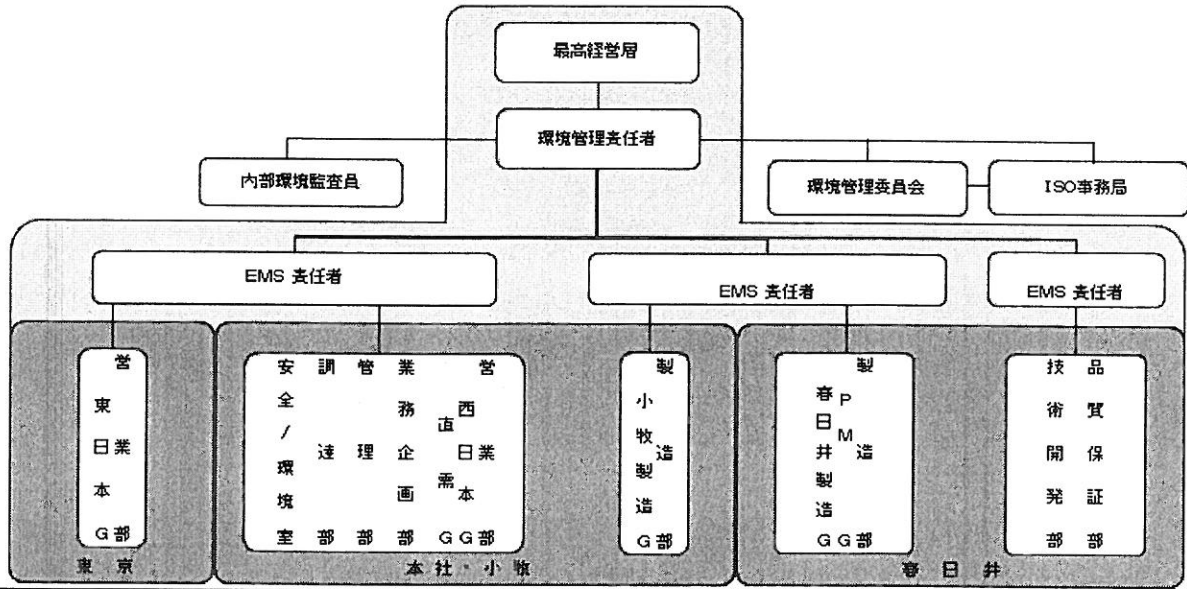 最高経営層
環境管理責任者
内部環境監査員
環境管理委員会
ISO事務局
EMS 責任者
EMS 責任者
EMS 責任者
営業部
東日本G
営業部
西日本G
直需G
業務企画部
管理部
調達部
安全/環境室
製造部
小牧製造G
製造部
PMG
春日井製造G
品質保証部
技術開発部
東京
本社・小牧
春日井